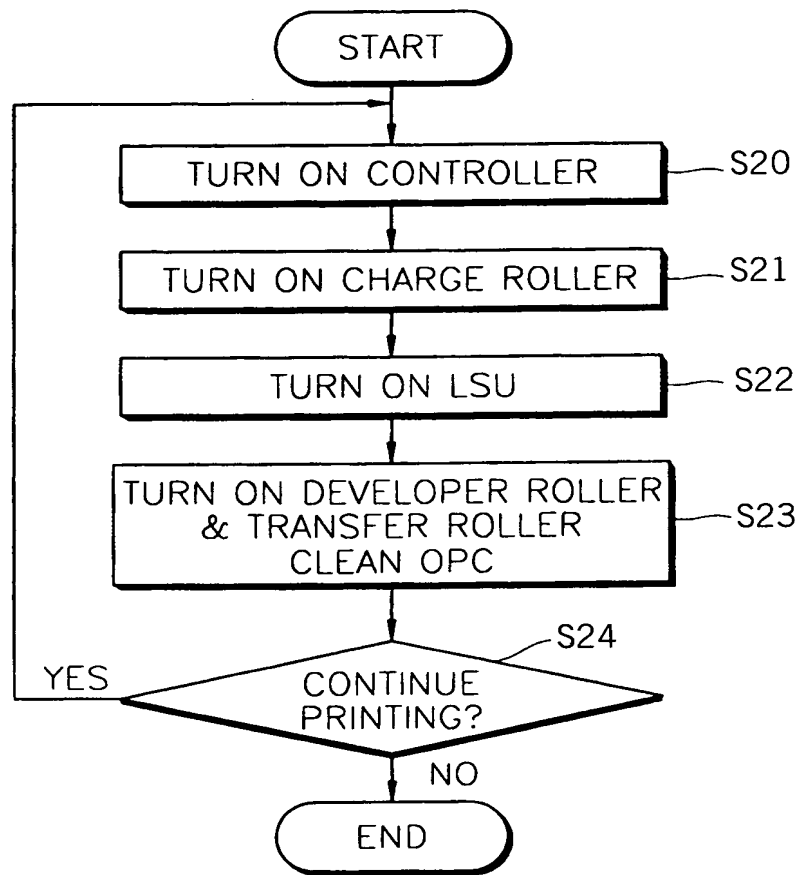 START
TURN ON CONTROLLER
S20
TURN ON CHARGE ROLLER
S21
TURN ON LSU
S22
TURN ON DEVELOPER ROLLER
& TRANSFER ROLLER
CLEAN OPC
S23
S24
YES
CONTINUE
PRINTING?
NO
END